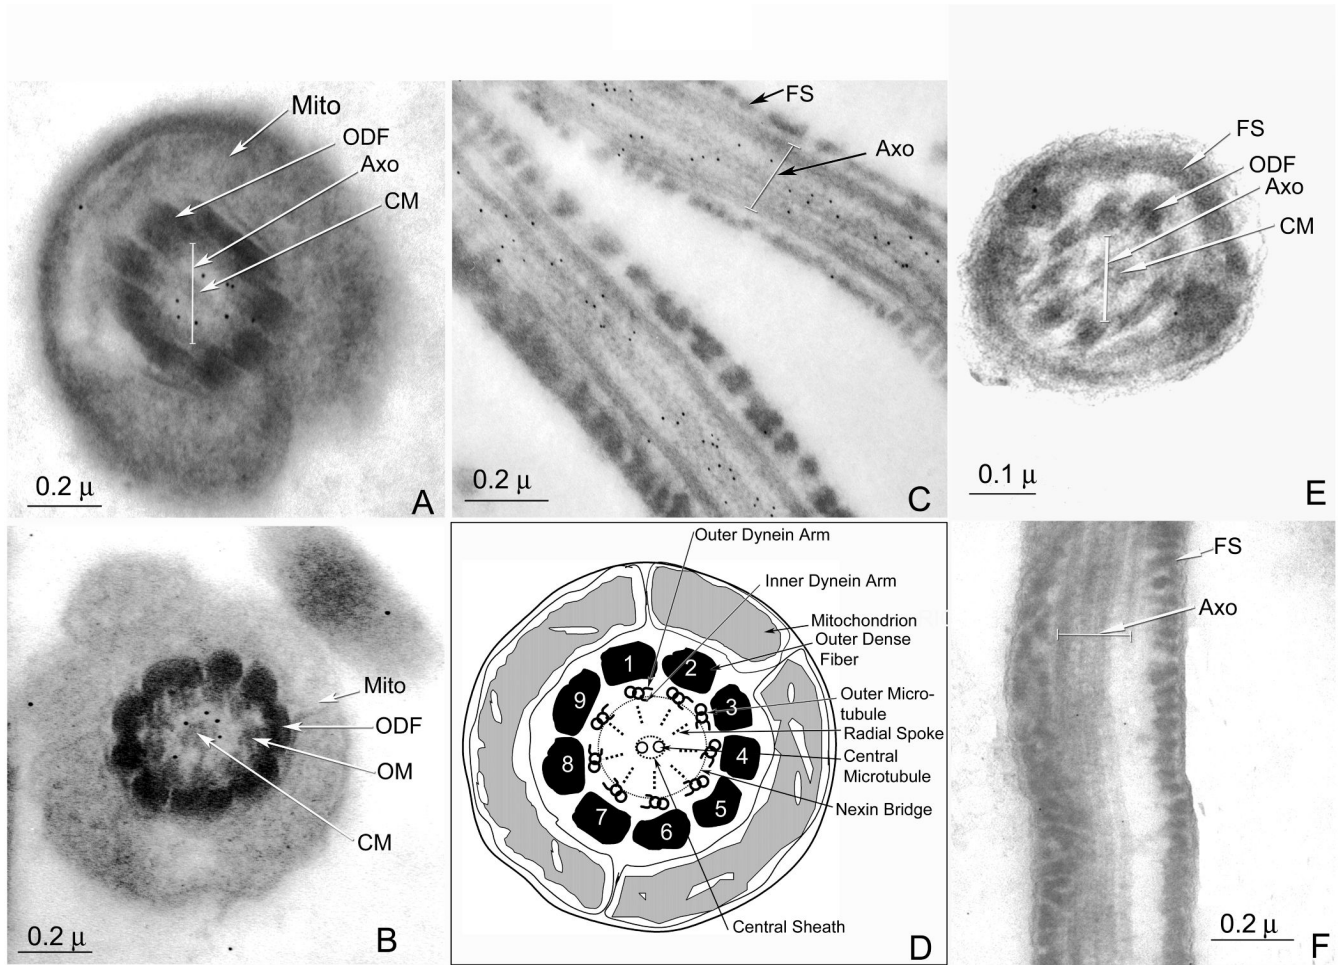 Mito
ODF
Axo
CM
0.2 µ
A
FS
Axo
0.2 µ
C
FS
ODF
Axo
CM
0.1 µ
E
Mito
ODF
OM
CM
0.2 µ
B
Outer Dynein Arm
Inner Dynein Arm
Mitochondrion
Outer Dense
Fiber
Outer Micro-
tubule
Radial Spoke
Central
Microtubule
Nexin Bridge
Central Sheath
1
2
3
4
5
6
7
8
9
D
FS
Axo
0.2 µ
F